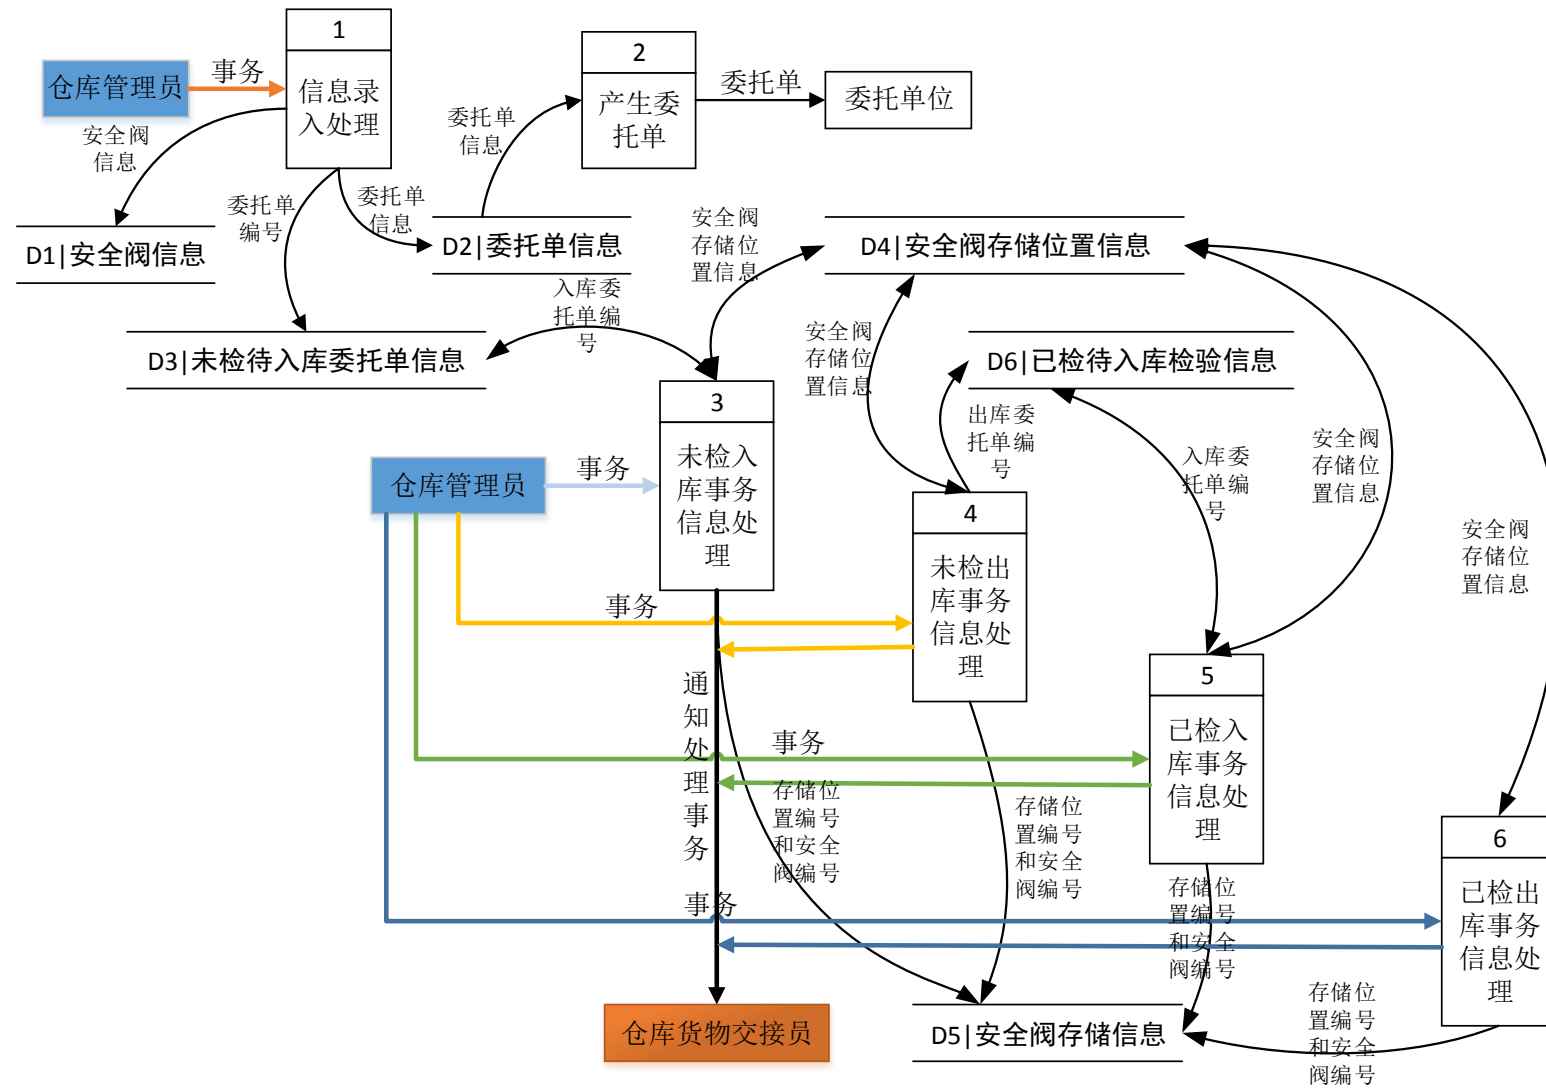 1
信息录
入处理
仓库管理员
事务
安全阀
信息
委托单
编号
委托单
信息
2
产生委
托单
委托单
信息
委托单
委托单位
D1|安全阀信息
D2|委托单信息
D3|未检待入库委托单信息
入库委
托单编
号
安全阀
存储位
置信息
D4|安全阀存储位置信息
安全阀
存储位
置信息
D6|已检待入库检验信息
出库委
托单编
号
入库委
托单编
号
安全阀
存储位
置信息
安全阀
存储位
置信息
3
未检入
库事务
信息处
理
仓库管理员
事务
4
未检出
库事务
信息处
理
事务
5
已检入
库事务
信息处
理
事务
6
已检出
库事务
信息处
理
事务
通
知
处
理
事
务
存储位
置编号
和安全
阀编号
存储位
置编号
和安全
阀编号
存储位
置编号
和安全
阀编号
存储位
置编号
和安全
阀编号
仓库货物交接员
D5|安全阀存储信息